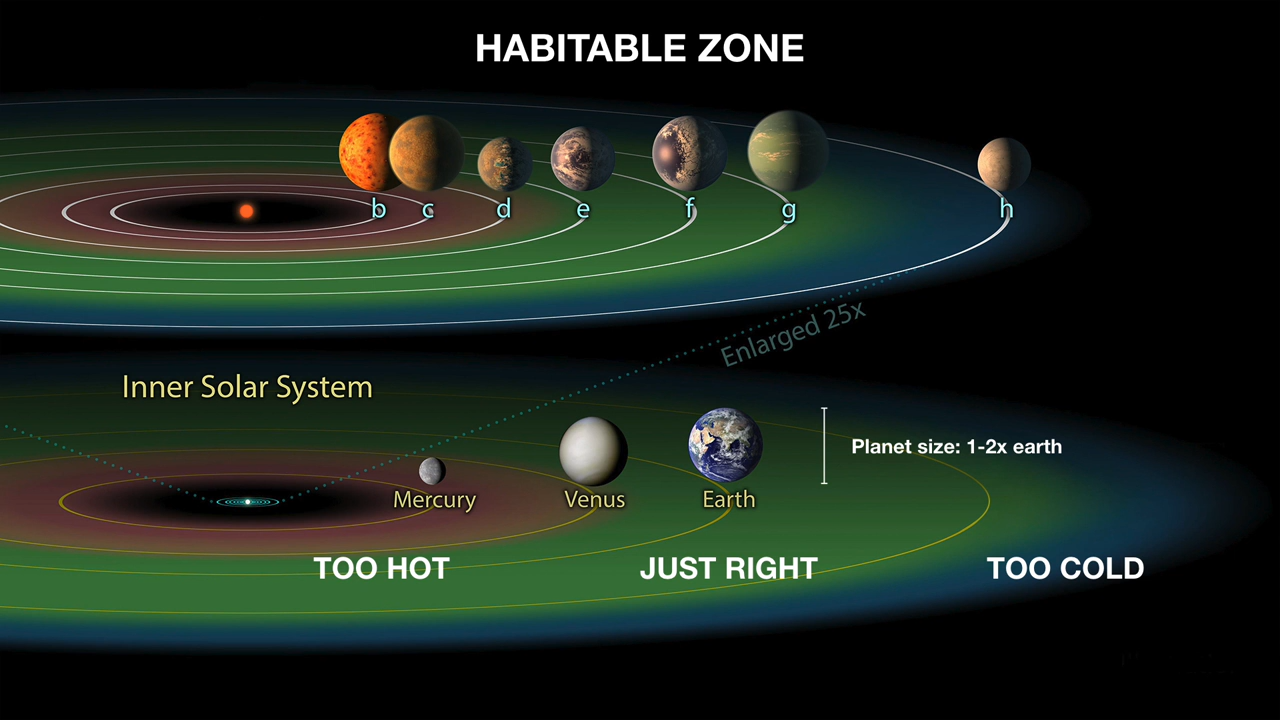 HABITABLE ZONE
b c d e f g h
Enlarged 25x
Inner Solar System
Planet size: 1-2x earth
Mercury Venus Earth
TOO HOT JUST RIGHT TOO COLD